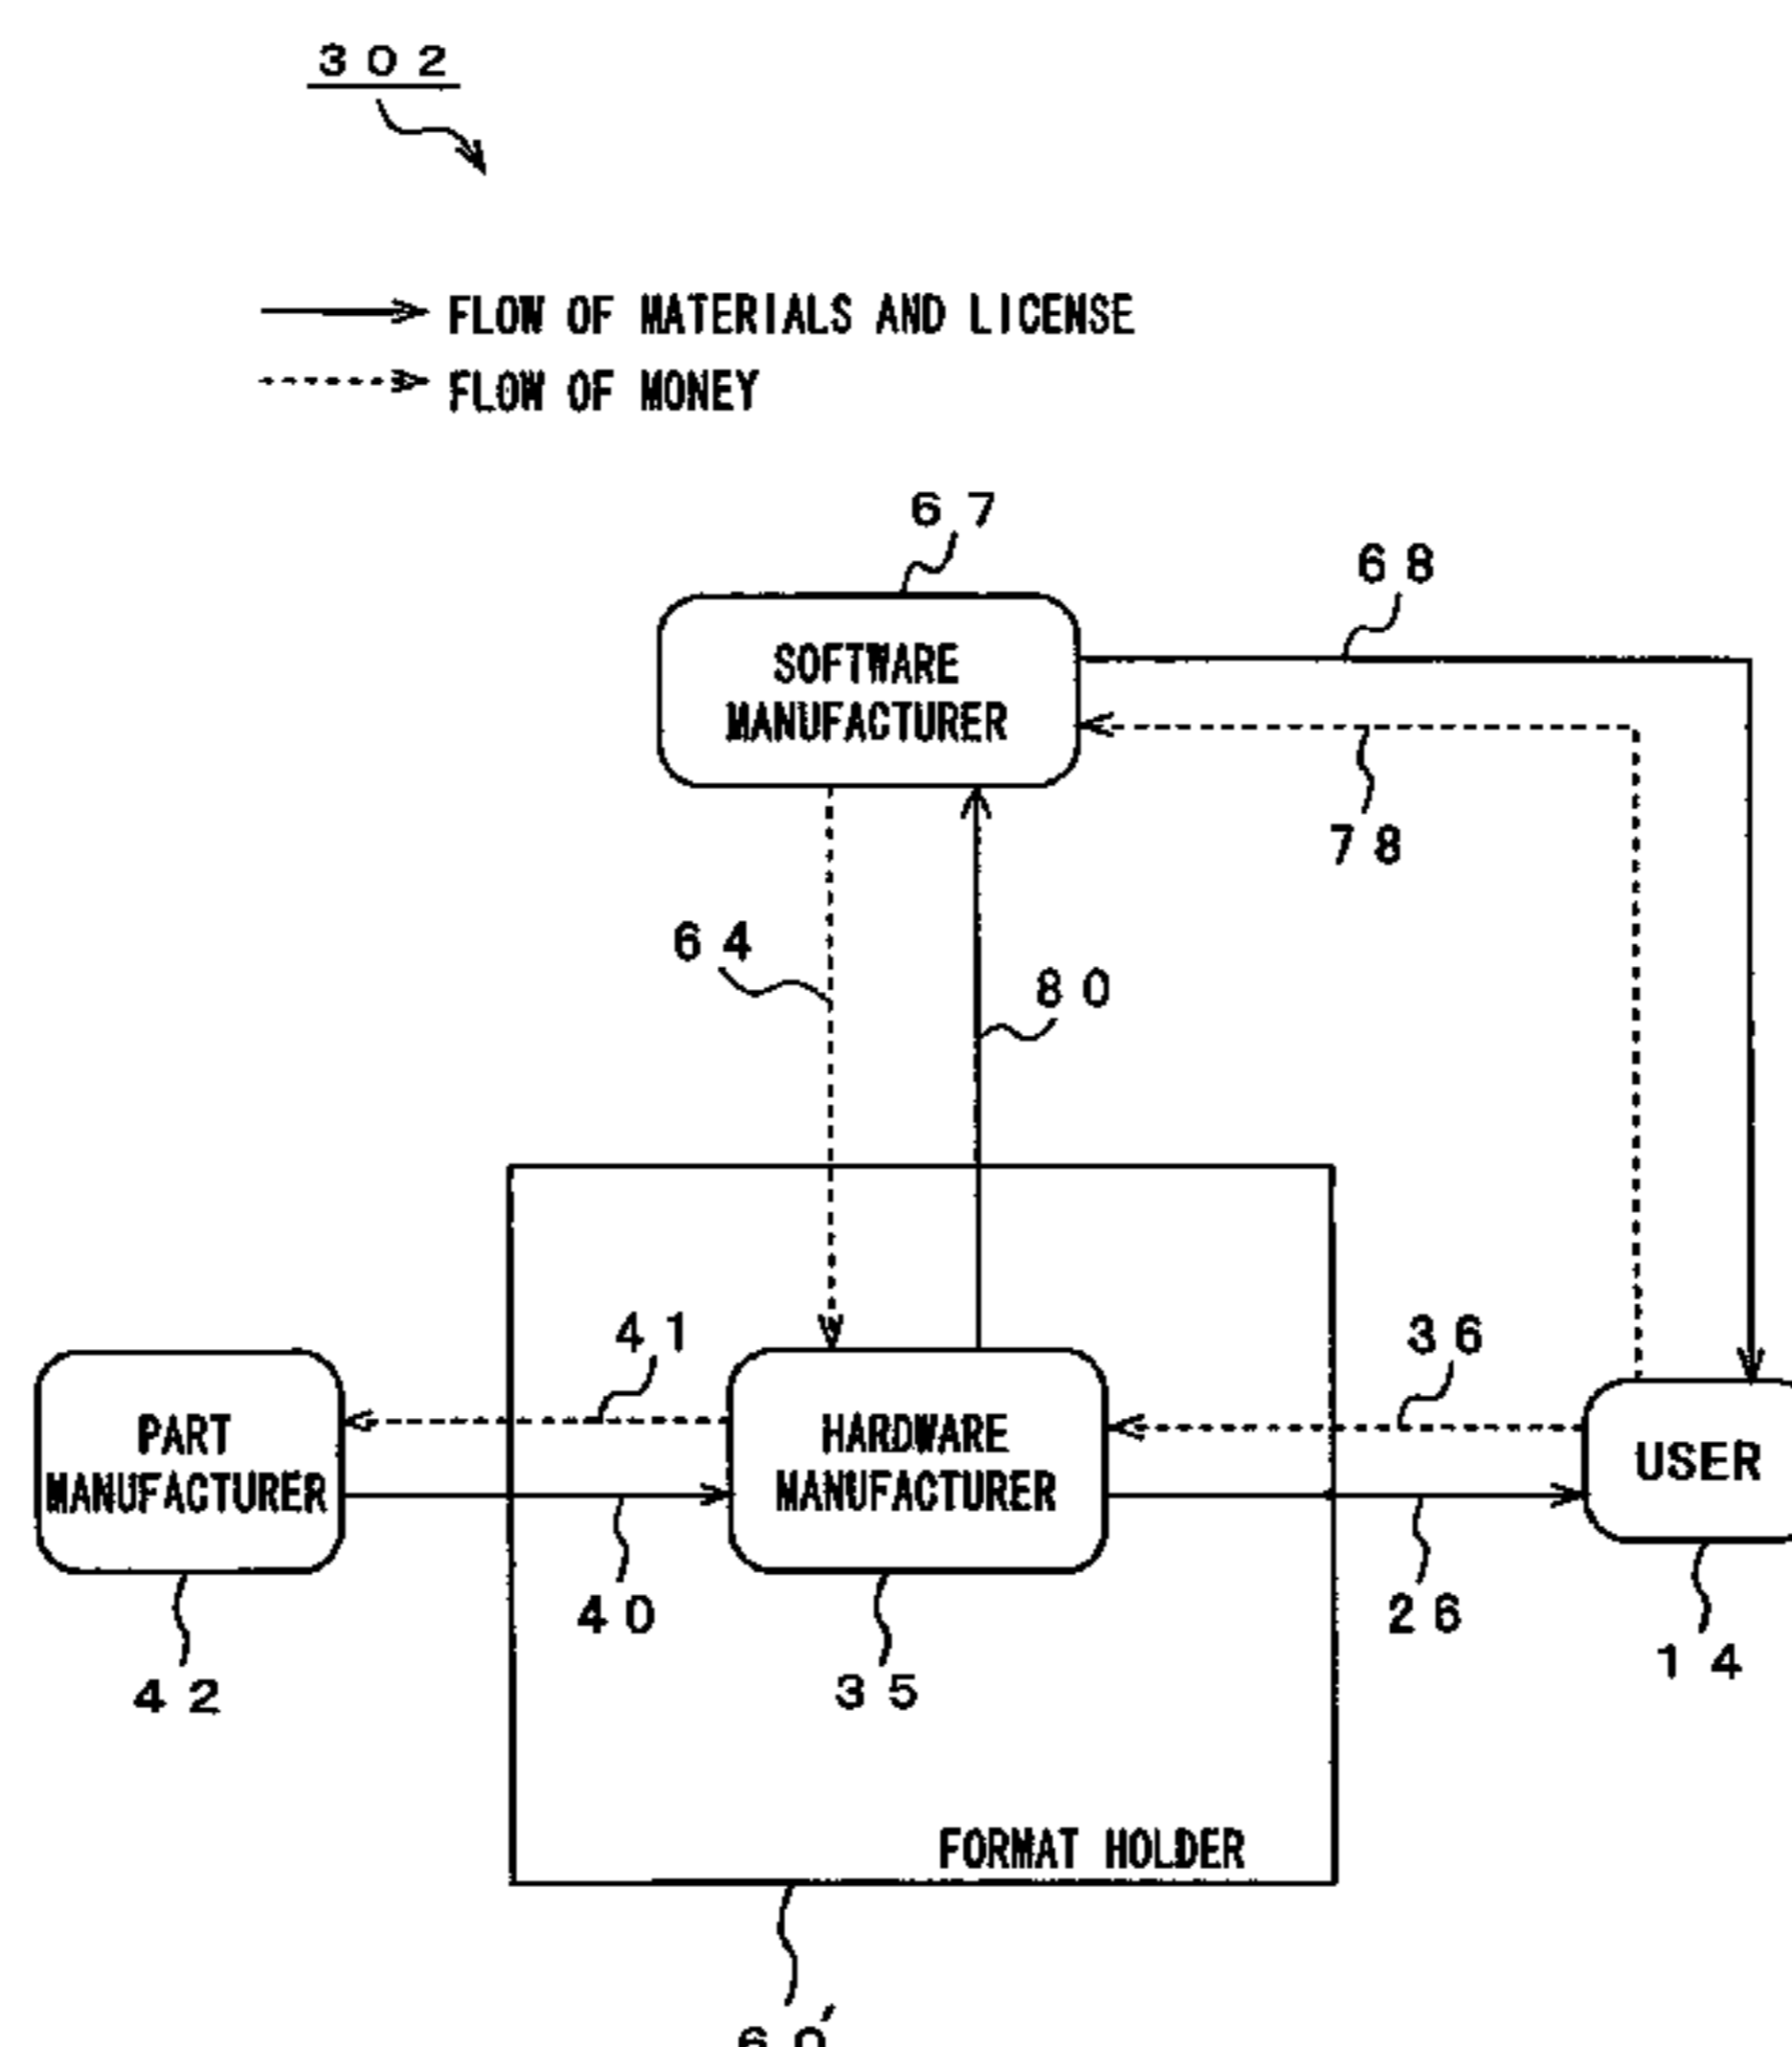 302
FLOW OF MATERIALS AND LICENSE
FLOW OF MONEY
67
68
SOFTWARE
MANUFACTURER
78
64
80
41
36
PART
MANUFACTURER
HARDWARE
MANUFACTURER
USER
40
26
42
35
14
FORMAT HOLDER
60′